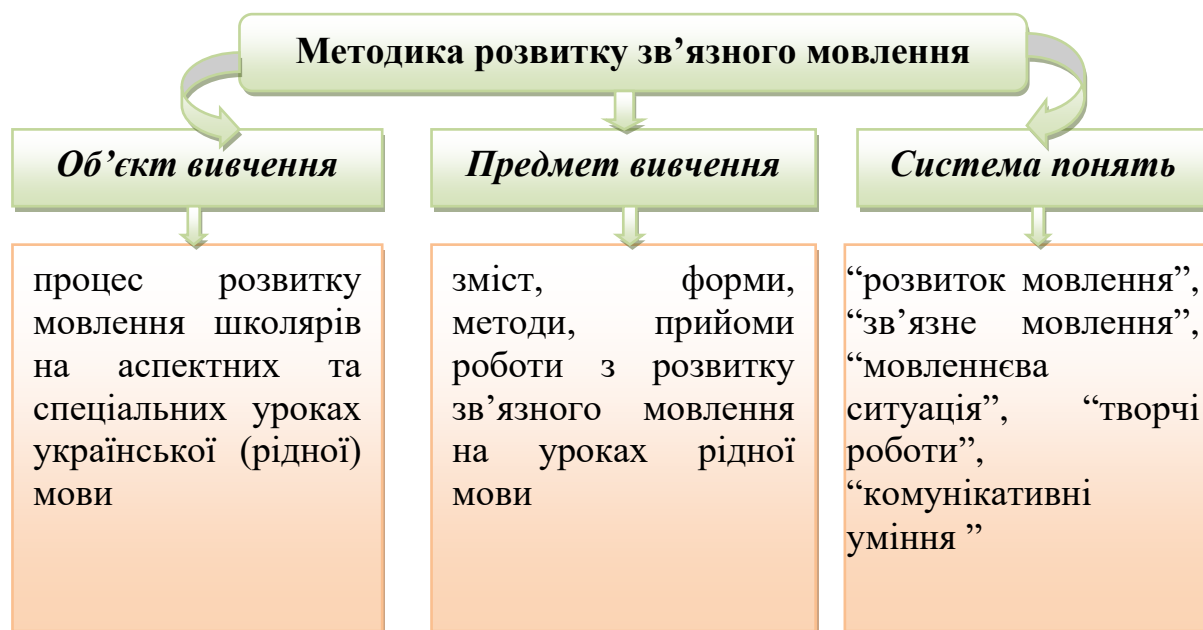 Методика розвитку зв’язного мовлення
Об’єкт вивчення
процес розвитку
мовлення школярів
на аспектних та
спеціальних уроках
української (рідної)
мови
Предмет вивчення
зміст, форми,
методи, прийоми
роботи з розвитку
зв’язного мовлення
на уроках рідної
мови
Система понять
“розвиток мовлення”,
“зв’язне мовлення”,
“мовленнєва
ситуація”, “творчі
роботи”,
“комунікативні
уміння ”